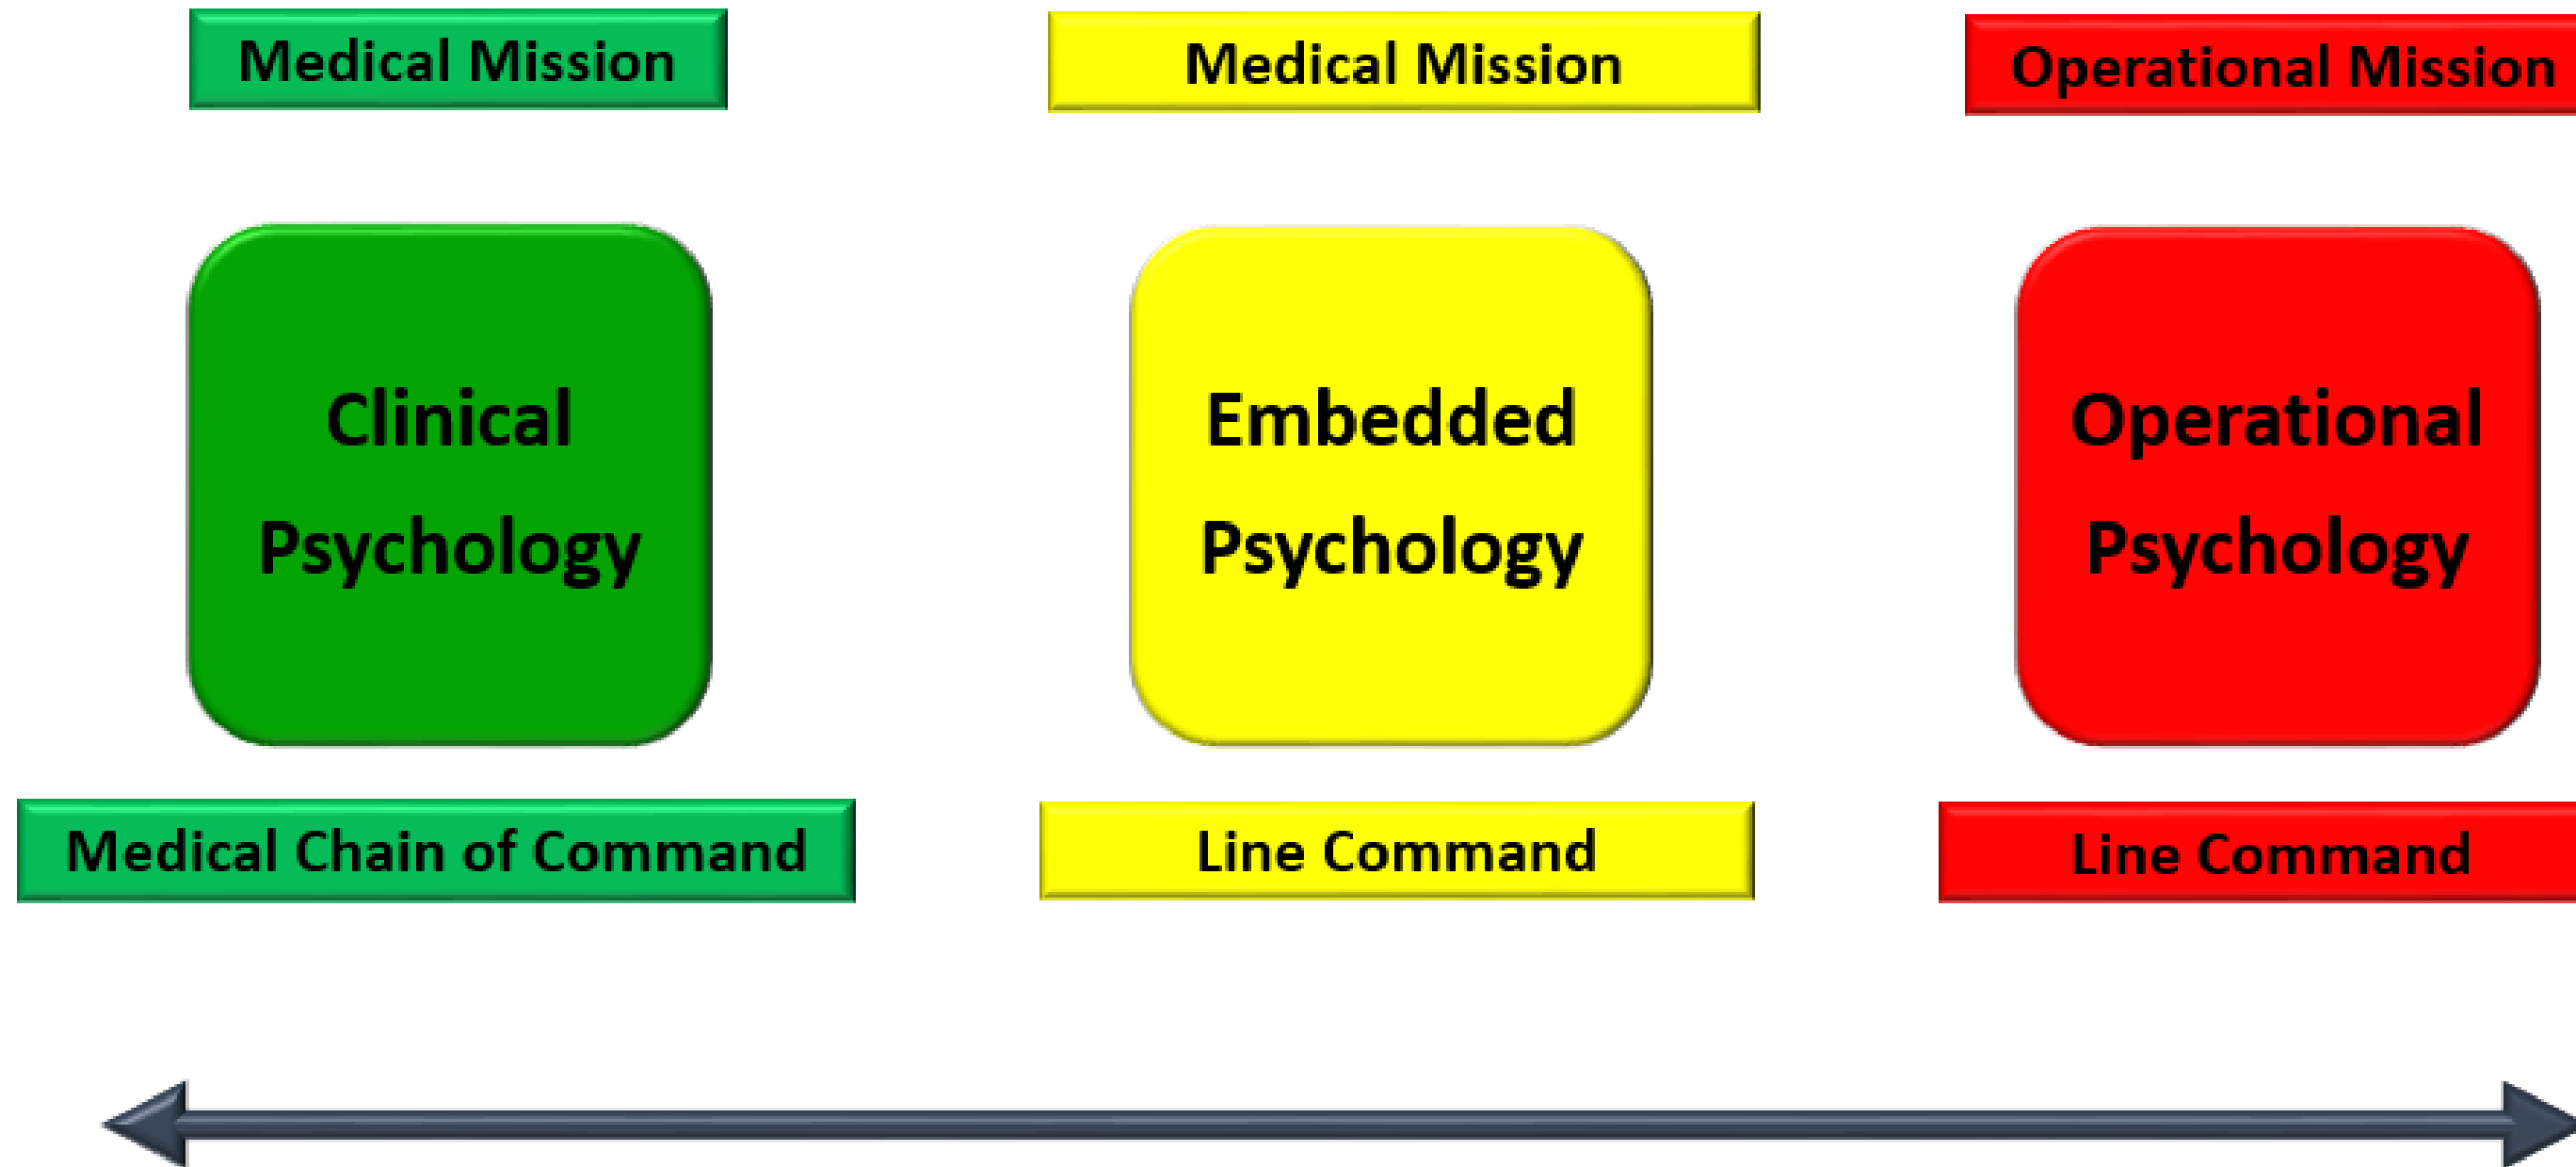 Medical Mission
Medical Mission
Operational Mission
Clinical
Psychology
Embedded
Psychology
Operational
Psychology
Medical Chain of Command
Line Command
Line Command